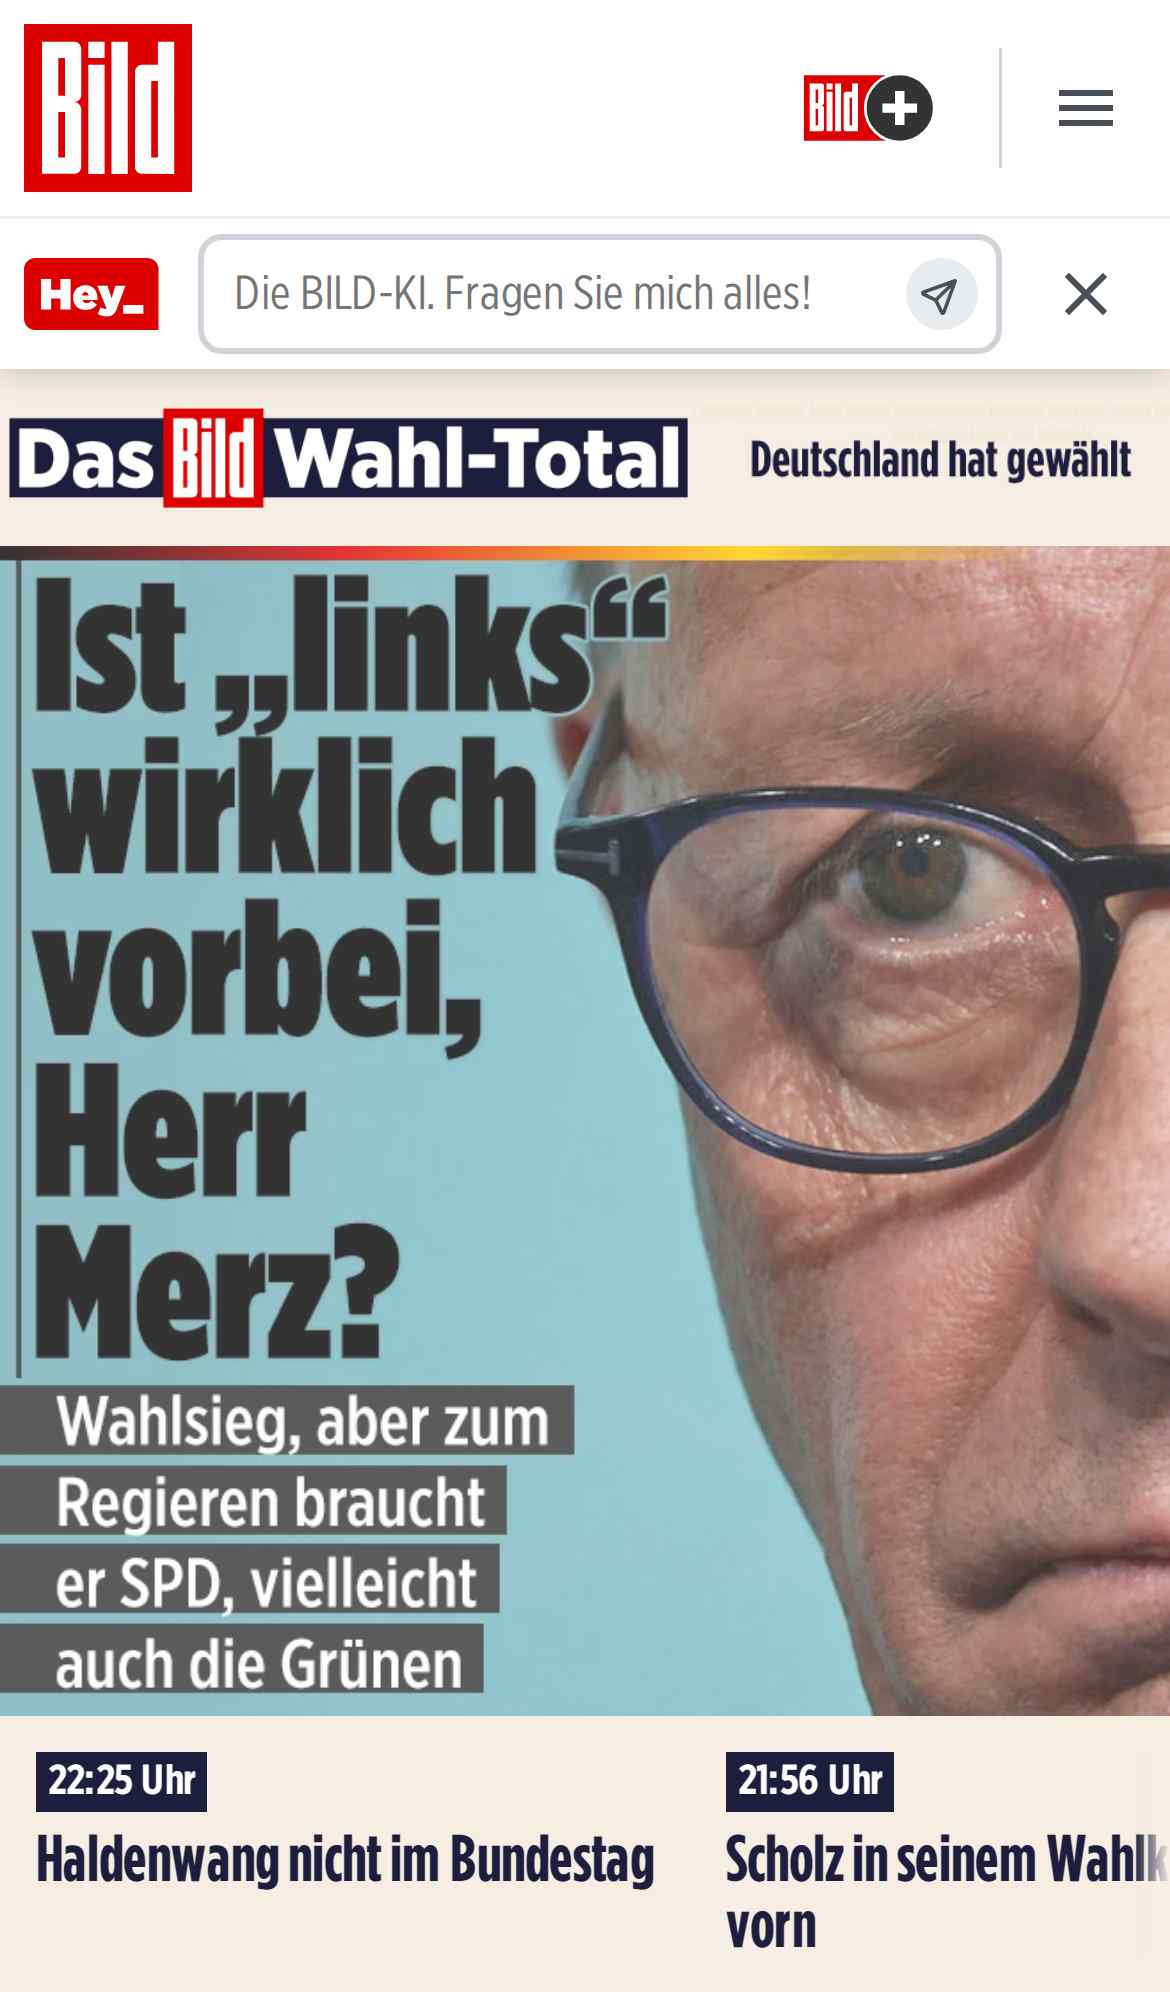 Bild
Bild
Hey_
Die BILD-KI. Fragen Sie mich alles!
Das Bild Wahl-Total
Deutschland hat gewählt
Ist „links“
wirklich
vorbei,
Herr
Merz?
Wahlsieg, aber zum
Regieren braucht
er SPD, vielleicht
auch die Grünen
22:25 Uhr
21:56 Uhr
Haldenwang nicht im Bundestag
Scholz in seinem
vorn